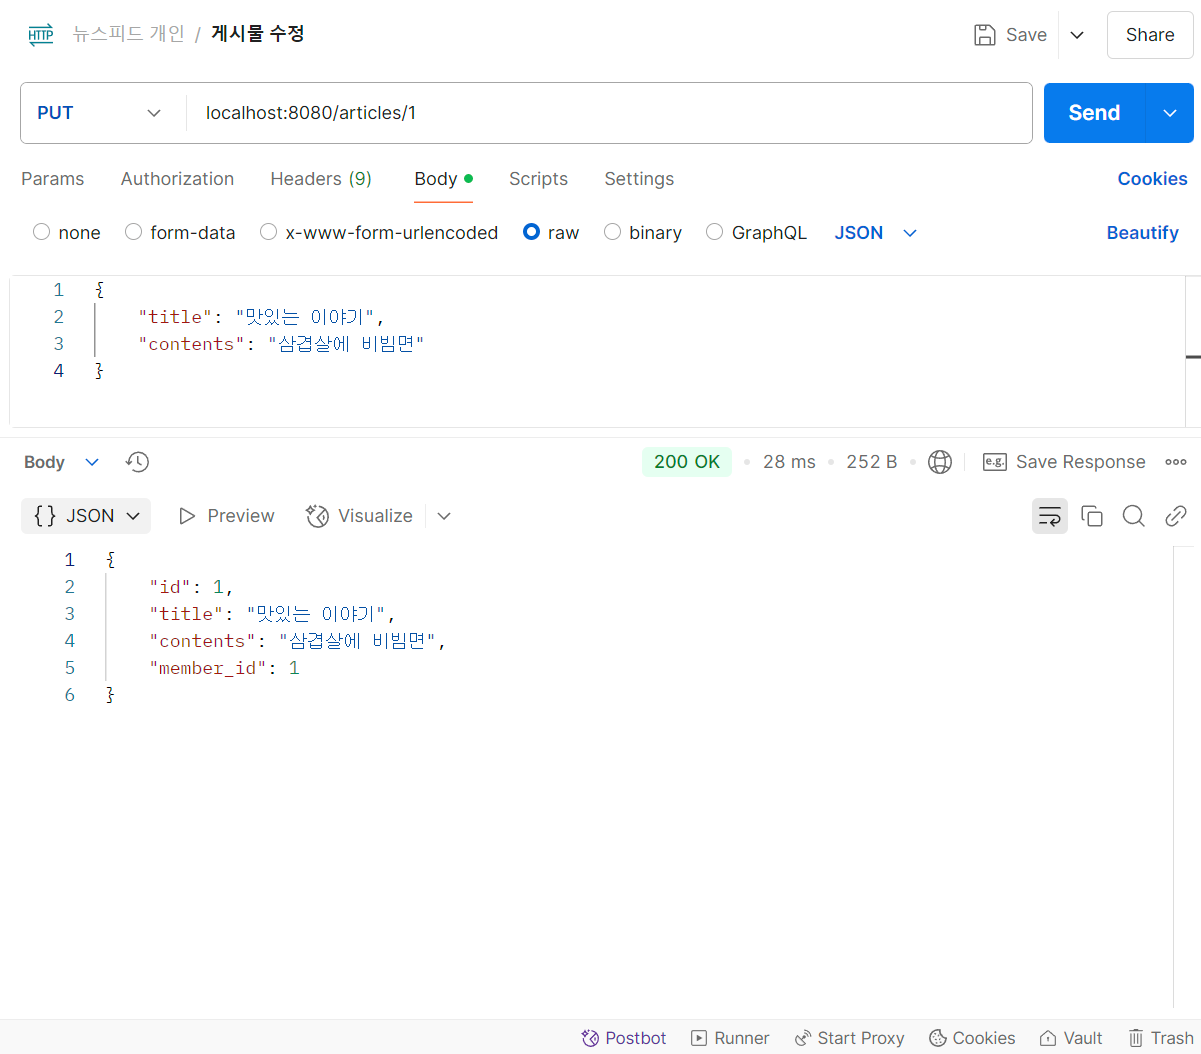 HTTP 뉴스피드 개인 / 게시물 수정 Save Share
PUT localhost:8080/articles/1 Send
Params Authorization Headers (9) Body Scripts Settings Cookies
none form-data x-www-form-urlencoded raw binary GraphQL JSON Beautify
1 {
2 "title": "맛있는 이야기",
3 "contents": "삼겹살에 비빔면"
4 }
Body 200 OK 28 ms 252 B e.g. Save Response
{} JSON Preview Visualize
1 {
2 "id": 1,
3 "title": "맛있는 이야기",
4 "contents": "삼겹살에 비빔면",
5 "member_id": 1
6 }
Postbot Runner Start Proxy Cookies Vault Trash